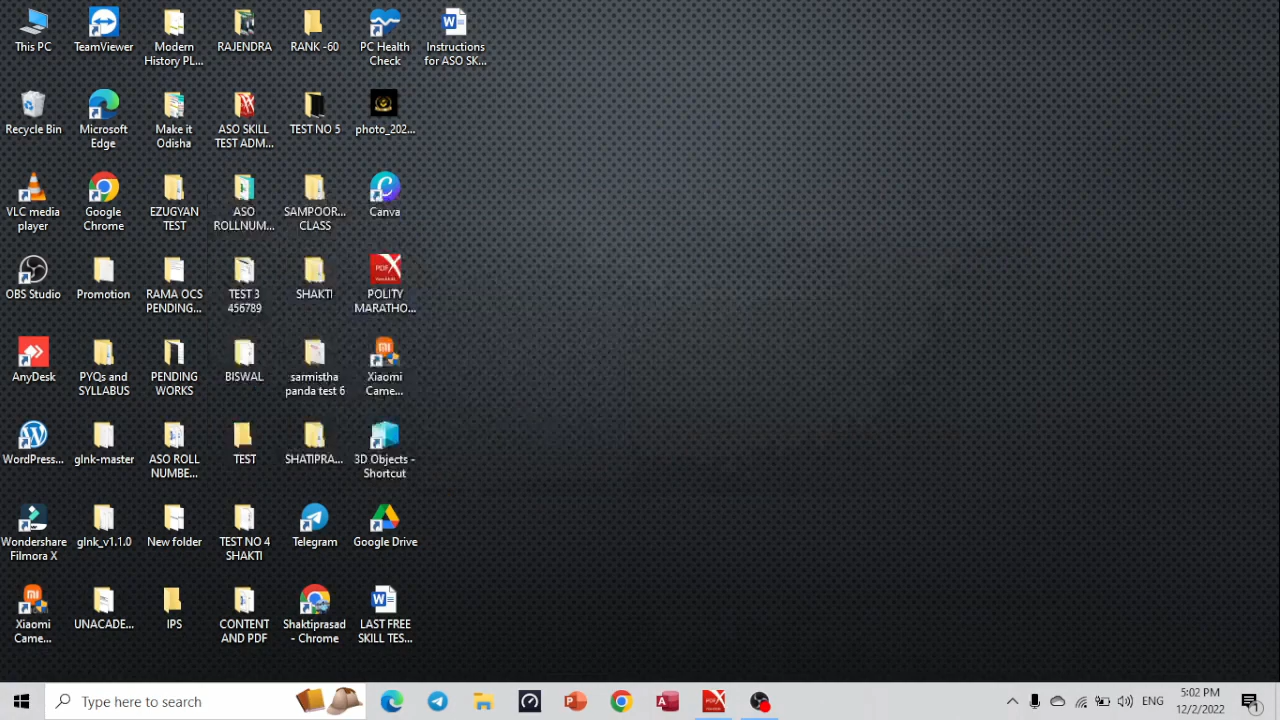 This PC
TeamViewer
Modern
History PL...
RAJENDRA
RANK -60
PC Health
Check
Instructions
for ASO SK...
Recycle Bin
Microsoft
Edge
Make it
Odisha
ASO SKILL
TEST ADM...
TEST NO 5
photo_202...
VLC media
player
Google
Chrome
EZUGYAN
TEST
ASO
ROLLNUM...
SAMPOOR...
CLASS
Canva
OBS Studio
Promotion
RAMA OCS
PENDING...
TEST 3
456789
SHAKTI
PDFX
POLITY
MARATHO...
AnyDesk
PYQs and
SYLLABUS
PENDING
WORKS
BISWAL
sarmistha
panda test 6
Xiaomi
Came...
WordPress...
gInk-master
ASO ROLL
NUMBE...
TEST
SHATIPRA...
3D Objects -
Shortcut
Wondershare
Filmora X
gInk_v1.1.0
New folder
TEST NO 4
SHAKTI
Telegram
Google Drive
Xiaomi
Came...
UNACADE...
IPS
CONTENT
AND PDF
Shaktiprasad
- Chrome
LAST FREE
SKILL TES...
Type here to search
ENG
5:02 PM
12/2/2022
1